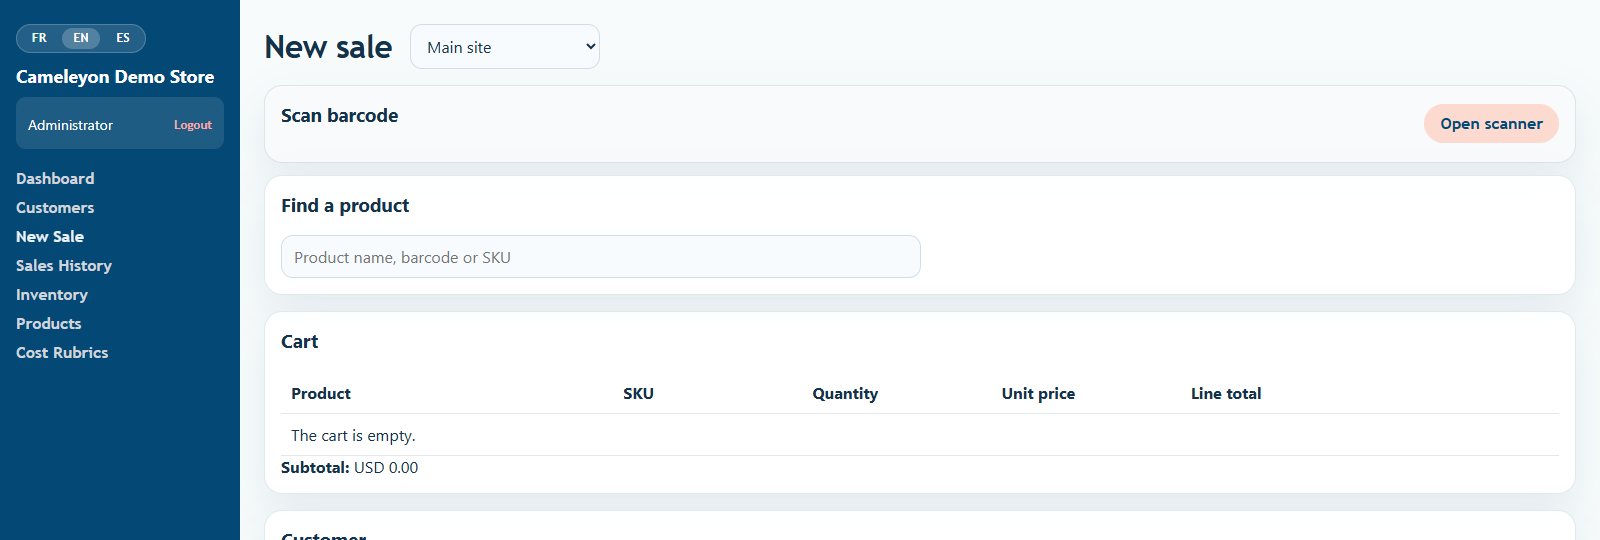 FR EN ES
Cameleyon Demo Store
Administrator Logout
Dashboard
Customers
New Sale
Sales History
Inventory
Products
Cost Rubrics
New sale Main site
Scan barcode Open scanner
Find a product
Product name, barcode or SKU
Cart
Product SKU Quantity Unit price Line total
The cart is empty.
Subtotal: USD 0.00
Customer